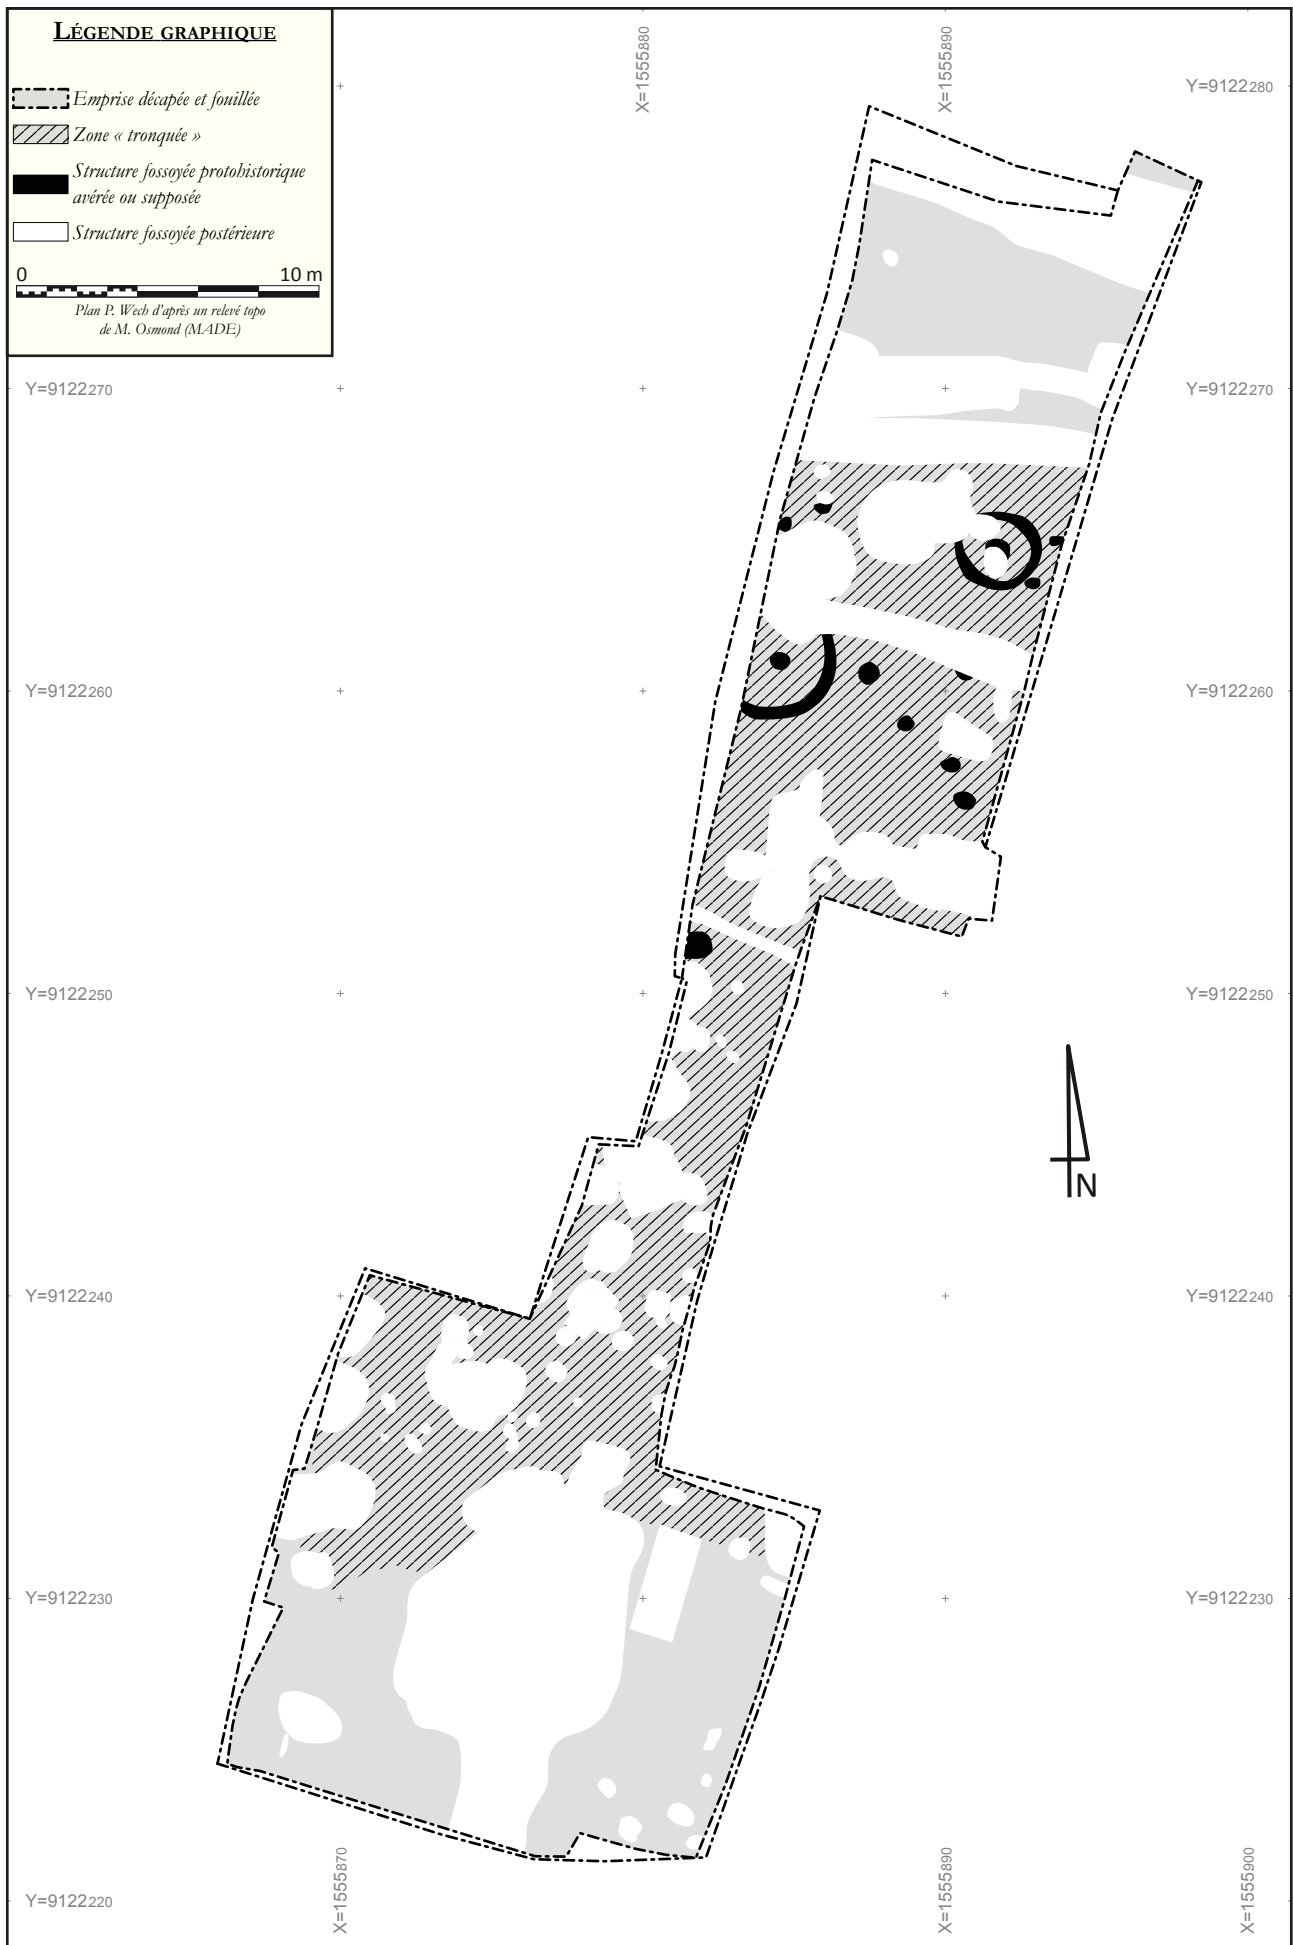 LÉGENDE GRAPHIQUE
Emprise décapée et fouillée
Zone « tronquée »
Structure fossoyée protohistorique
avérée ou supposée
Structure fossoyée postérieure
0 10 m
Plan P. Wech d'après un relevé topo
de M. Osmond (MADE)
X=1555880
X=1555890
Y=9122280
Y=9122270
Y=9122270
Y=9122260
Y=9122260
Y=9122250
Y=9122250
N
Y=9122240
Y=9122240
Y=9122230
Y=9122230
Y=9122220
X=1555870
X=1555890
X=1555900